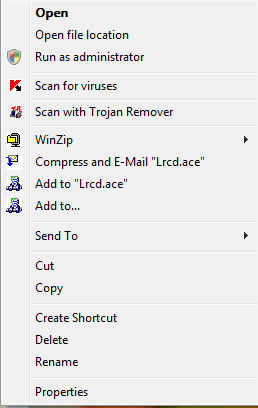 Open
Open file location
Run as administrator
Scan for viruses
Scan with Trojan Remover
WinZip
Compress and E-Mail "Lrcd.ace"
Add to "Lrcd.ace"
Add to...
Send To
Cut
Copy
Create Shortcut
Delete
Rename
Properties